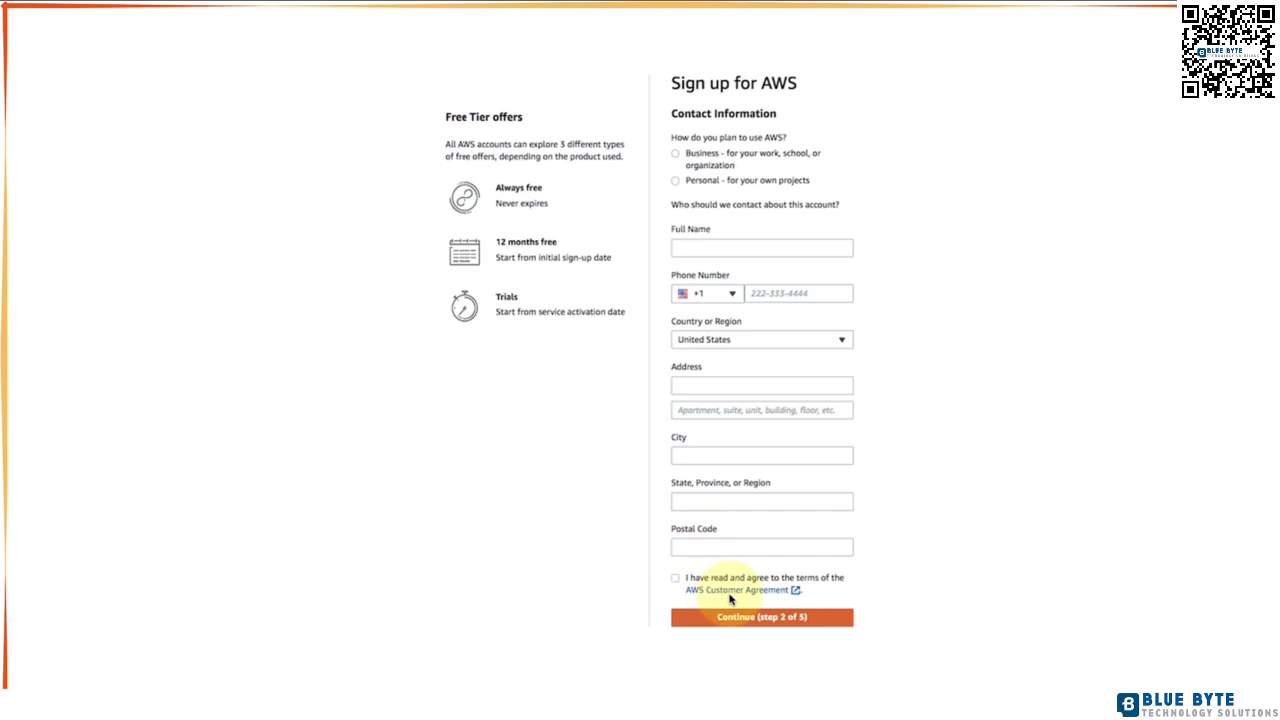 Free Tier offers
All AWS accounts can explore 3 different types
of free offers, depending on the product used.
Always free
Never expires
12 months free
Start from initial sign-up date
Trials
Start from service activation date
Sign up for AWS
Contact Information
How do you plan to use AWS?
Business - for your work, school, or
organization
Personal - for your own projects
Who should we contact about this account?
Full Name
Phone Number
+1
222-333-4444
Country or Region
United States
Address
Apartment, suite, unit, building, floor, etc.
City
State, Province, or Region
Postal Code
I have read and agree to the terms of the
AWS Customer Agreement.
Continue (step 2 of 5)
BLUE BYTE
TECHNOLOGY SOLUTIONS
BLUE BYTE
TECHNOLOGY SOLUTIONS